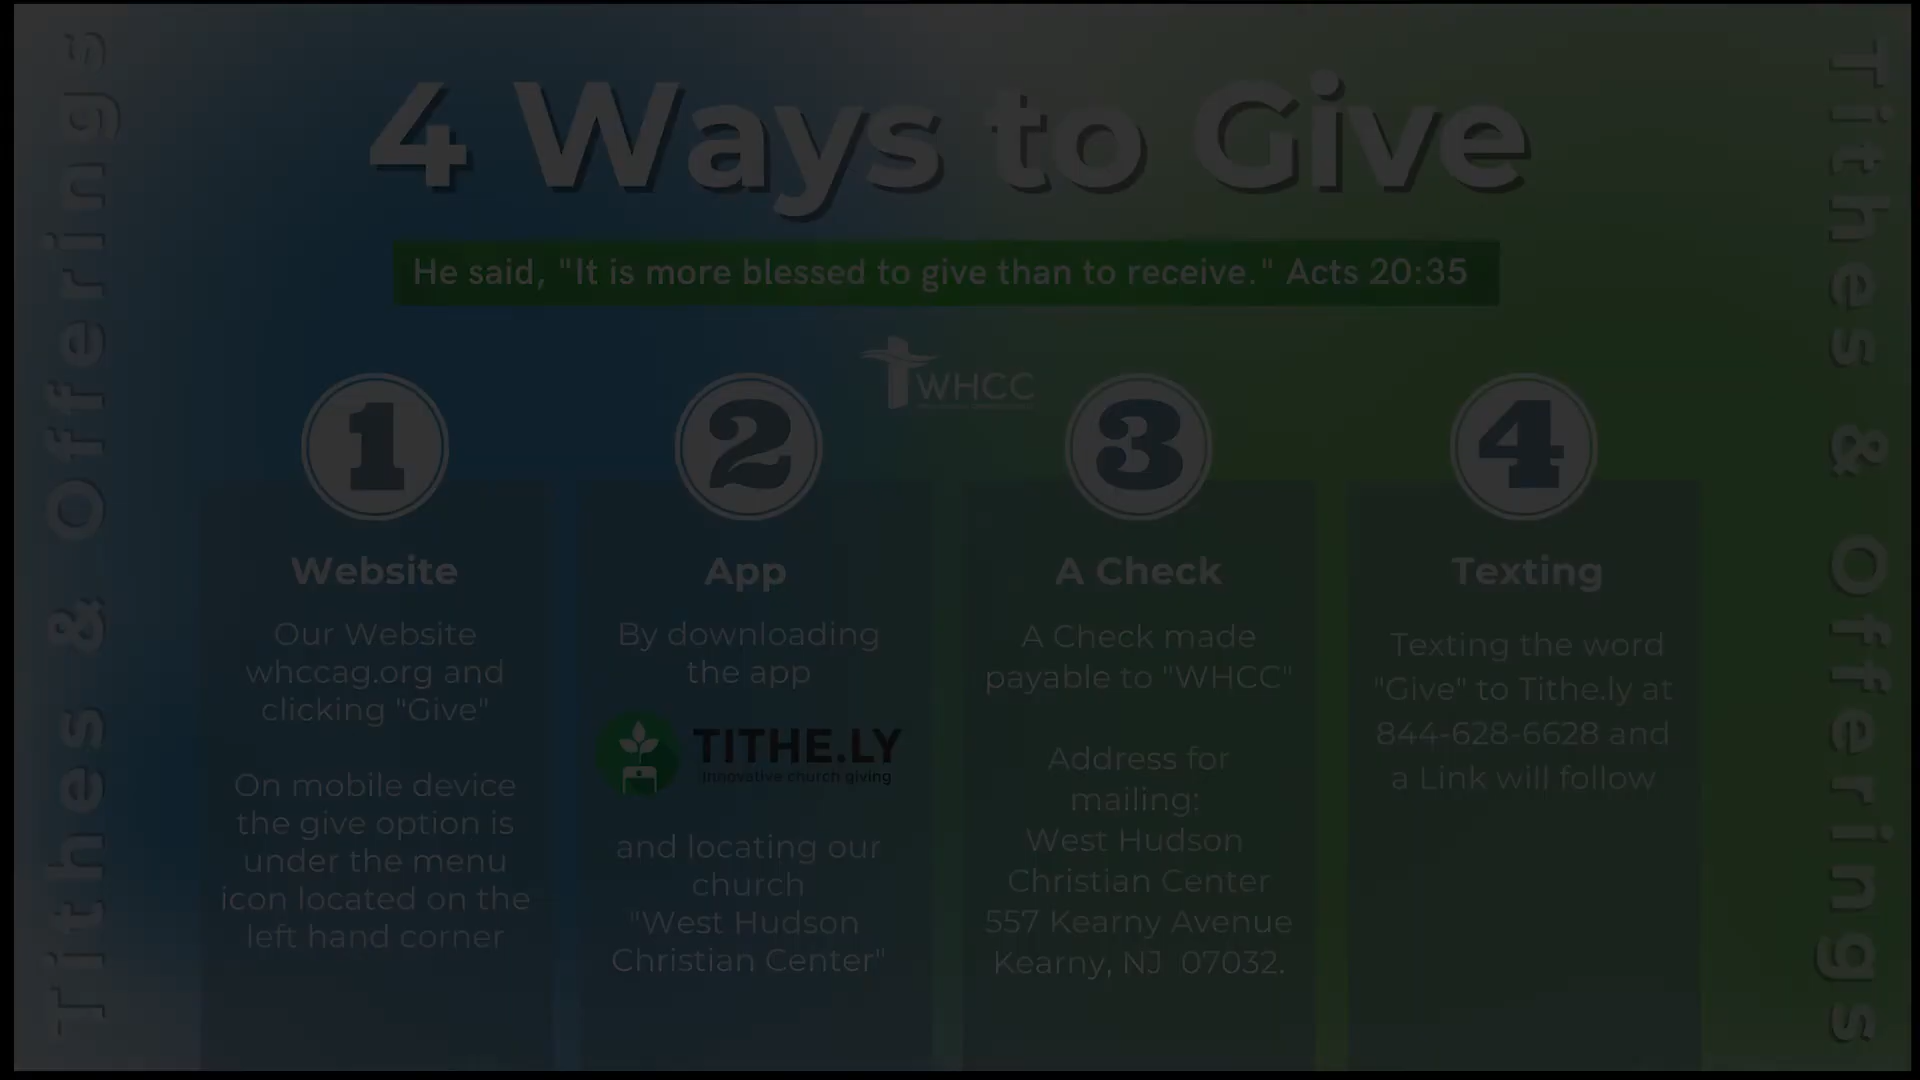 4 Ways to Give
He said, "It is more blessed to give than to receive." Acts 20:35
WHCC
Tithes & Offerings
Tithes & Offerings
1
Website
Our Website
whccag.org and
clicking "Give"
On mobile device
the give option is
under the menu
icon located on the
left hand corner
2
App
By downloading
the app
TITHE.LY
Innovative church giving
and locating our
church
"West Hudson
Christian Center"
3
A Check
A Check made
payable to "WHCC"
Address for
mailing:
West Hudson
Christian Center
557 Kearny Avenue
Kearny, NJ 07032.
4
Texting
Texting the word
"Give" to Tithe.ly at
844-628-6628 and
a Link will follow